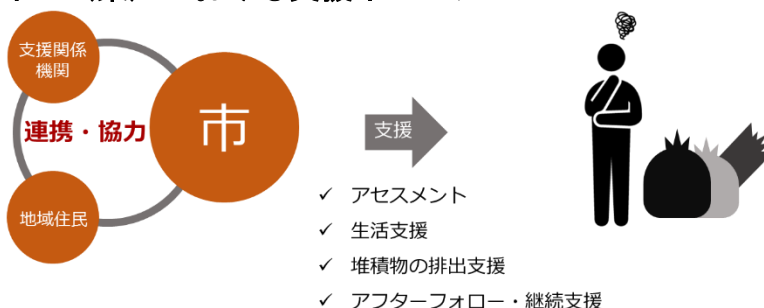 支援関係
機関
連携・協力
市
地域住民
支援
✓ アセスメント
✓ 生活支援
✓ 堆積物の排出支援
✓ アフターフォロー・継続支援